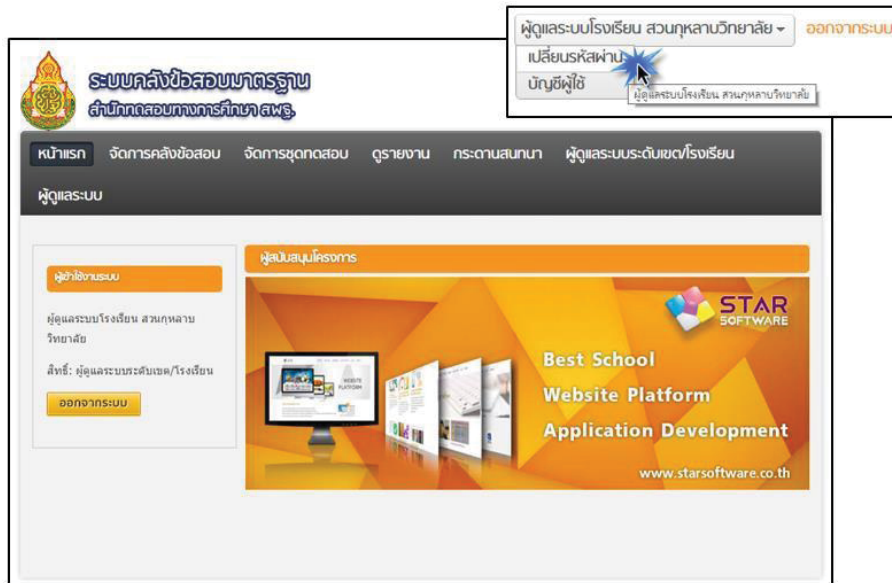 ผู้ดูแลระบบโรงเรียน สวนกุหลาบวิทยาลัย ออกจากระบบ
เปลี่ยนรหัสผ่าน
บัญชีผู้ใช้
ผู้ดูแลระบบโรงเรียน สวนกุหลาบวิทยาลัย
ระบบคลังข้อสอบมาตรฐาน
สำนักทดสอบทางการศึกษา สพฐ.
หน้าแรก จัดการคลังข้อสอบ จัดการชุดทดสอบ ดูรายงาน กระดานสนทนา ผู้ดูแลระบบระดับเขต/โรงเรียน
ผู้ดูแลระบบ
ผู้เข้าใช้งานระบบ
ผู้ดูแลระบบโรงเรียน สวนกุหลาบ
วิทยาลัย
สิทธิ์: ผู้ดูแลระบบระดับเขต/โรงเรียน
ออกจากระบบ
ผู้สนับสนุนโครงการ
STAR
SOFTWARE
WEBSITE
PLATFORM
Best School
Website Platform
Application Development
www.starsoftware.co.th